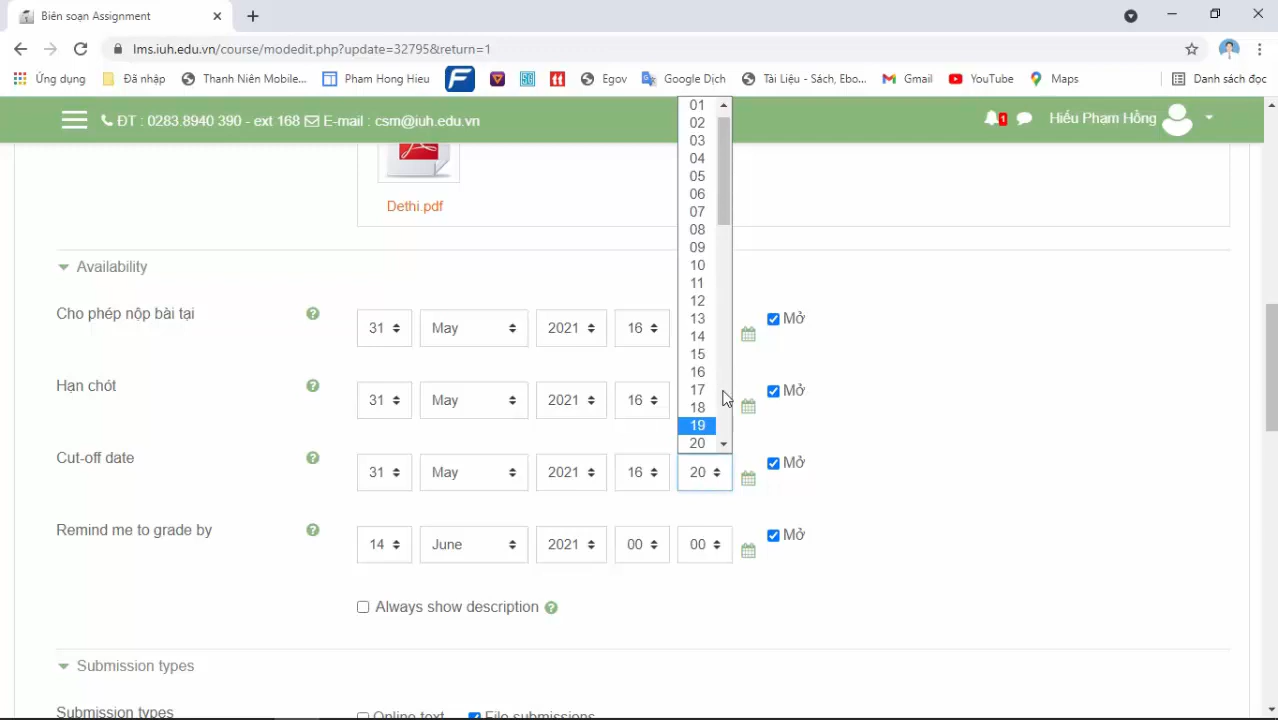 Biên soạn Assignment
lms.iuh.edu.vn/course/modedit.php?update=32795&return=1
Ứng dụng Đã nhập Thanh Niên Mobile... Pham Hong Hieu Egov Google Dịch Tài Liệu - Sách, Ebo... Gmail YouTube Maps Danh sách đọc
ĐT : 0283 8940 390 - ext 168 E-mail : csm@iuh.edu.vn
1 Hiếu Phạm Hồng
Dethi.pdf
01
02
03
04
05
06
07
08
09
10
11
12
13
14
15
16
17
18
19
20
Availability
Cho phép nộp bài tại 31 May 2021 16 Mở
Hạn chót 31 May 2021 16 Mở
Cut-off date 31 May 2021 16 20 Mở
Remind me to grade by 14 June 2021 00 00 Mở
Always show description
Submission types
Submission types Online text File submissions